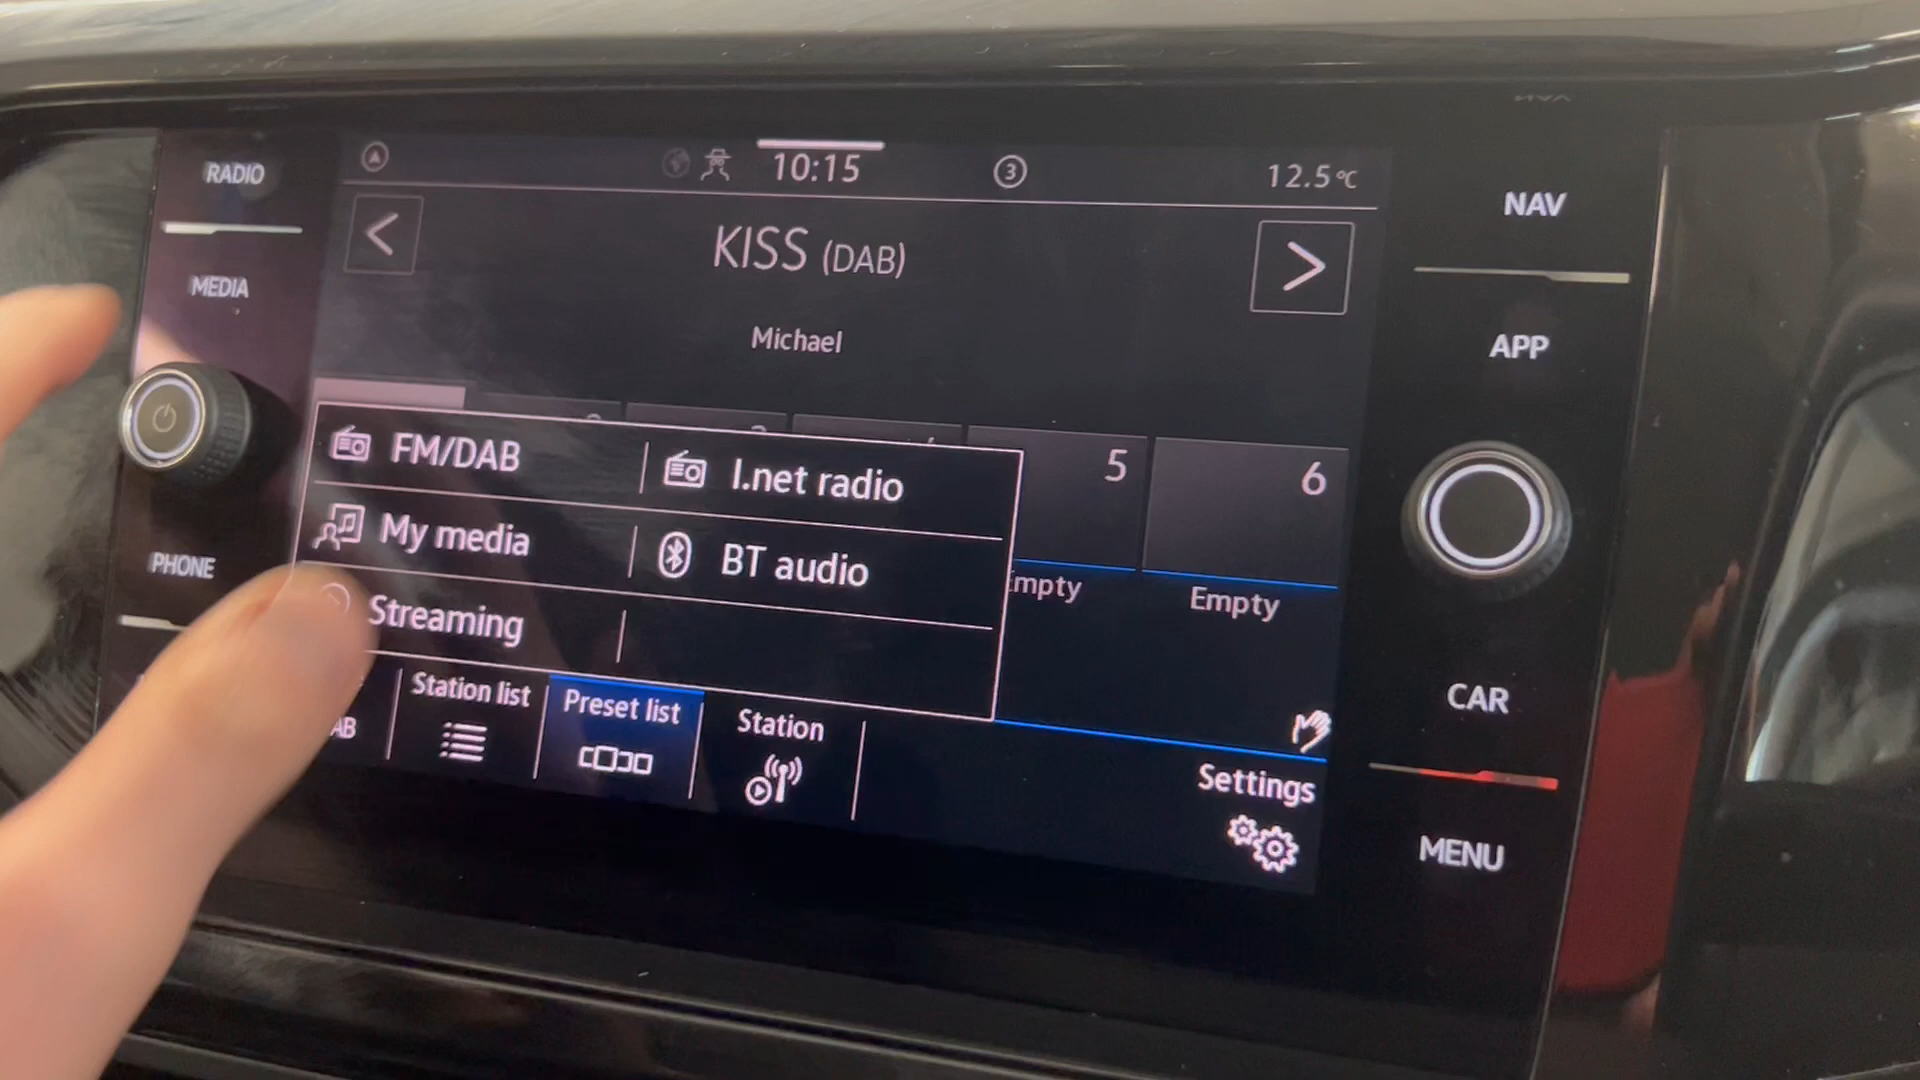 RADIO
MEDIA
PHONE
10:15
3
12.5°C
KISS (DAB)
Michael
FM/DAB
I.net radio
My media
BT audio
Streaming
5
6
Empty
Station list
Preset list
Station
Settings
NAV
APP
CAR
MENU